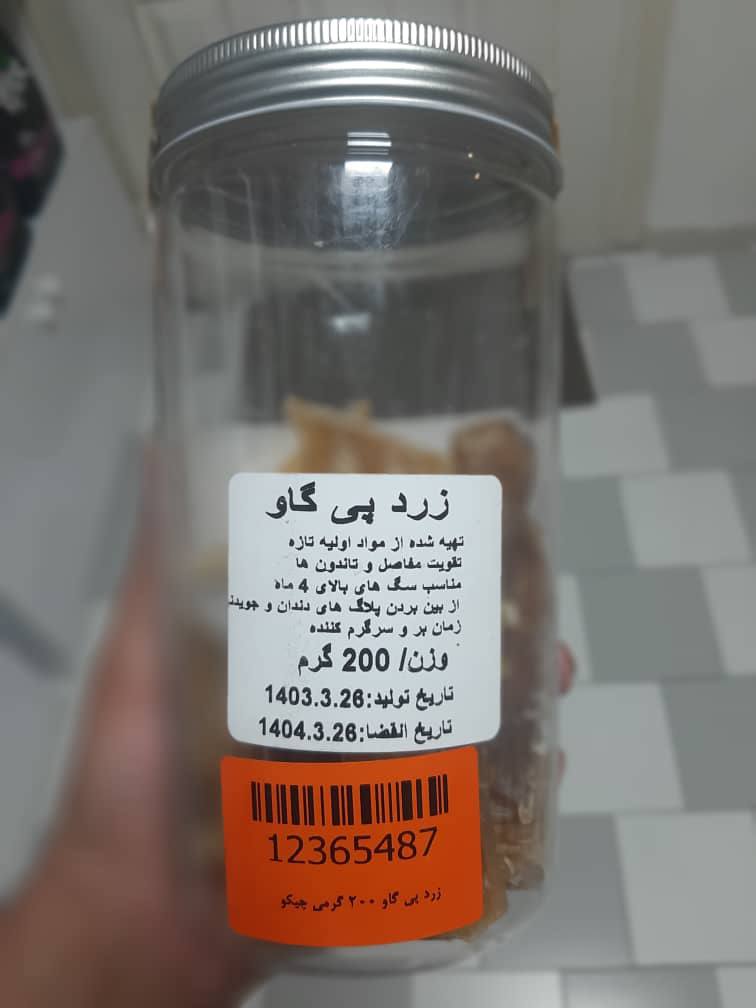 زرد پی گاو
تهیه شده از مواد اولیه تازه
تقویت مفاصل و تاندون ها
مناسب سگ های بالای 4 ماه
از بین بردن پلاگ های دندان و جویدنـ
زمان بر و سرگرم کننده
وزن/ 200 گرم
تاریخ تولید:1403.3.26
تاریخ انقضا:1404.3.26
12365487
زرد پی گاو ۲۰۰ گرمی چیکو